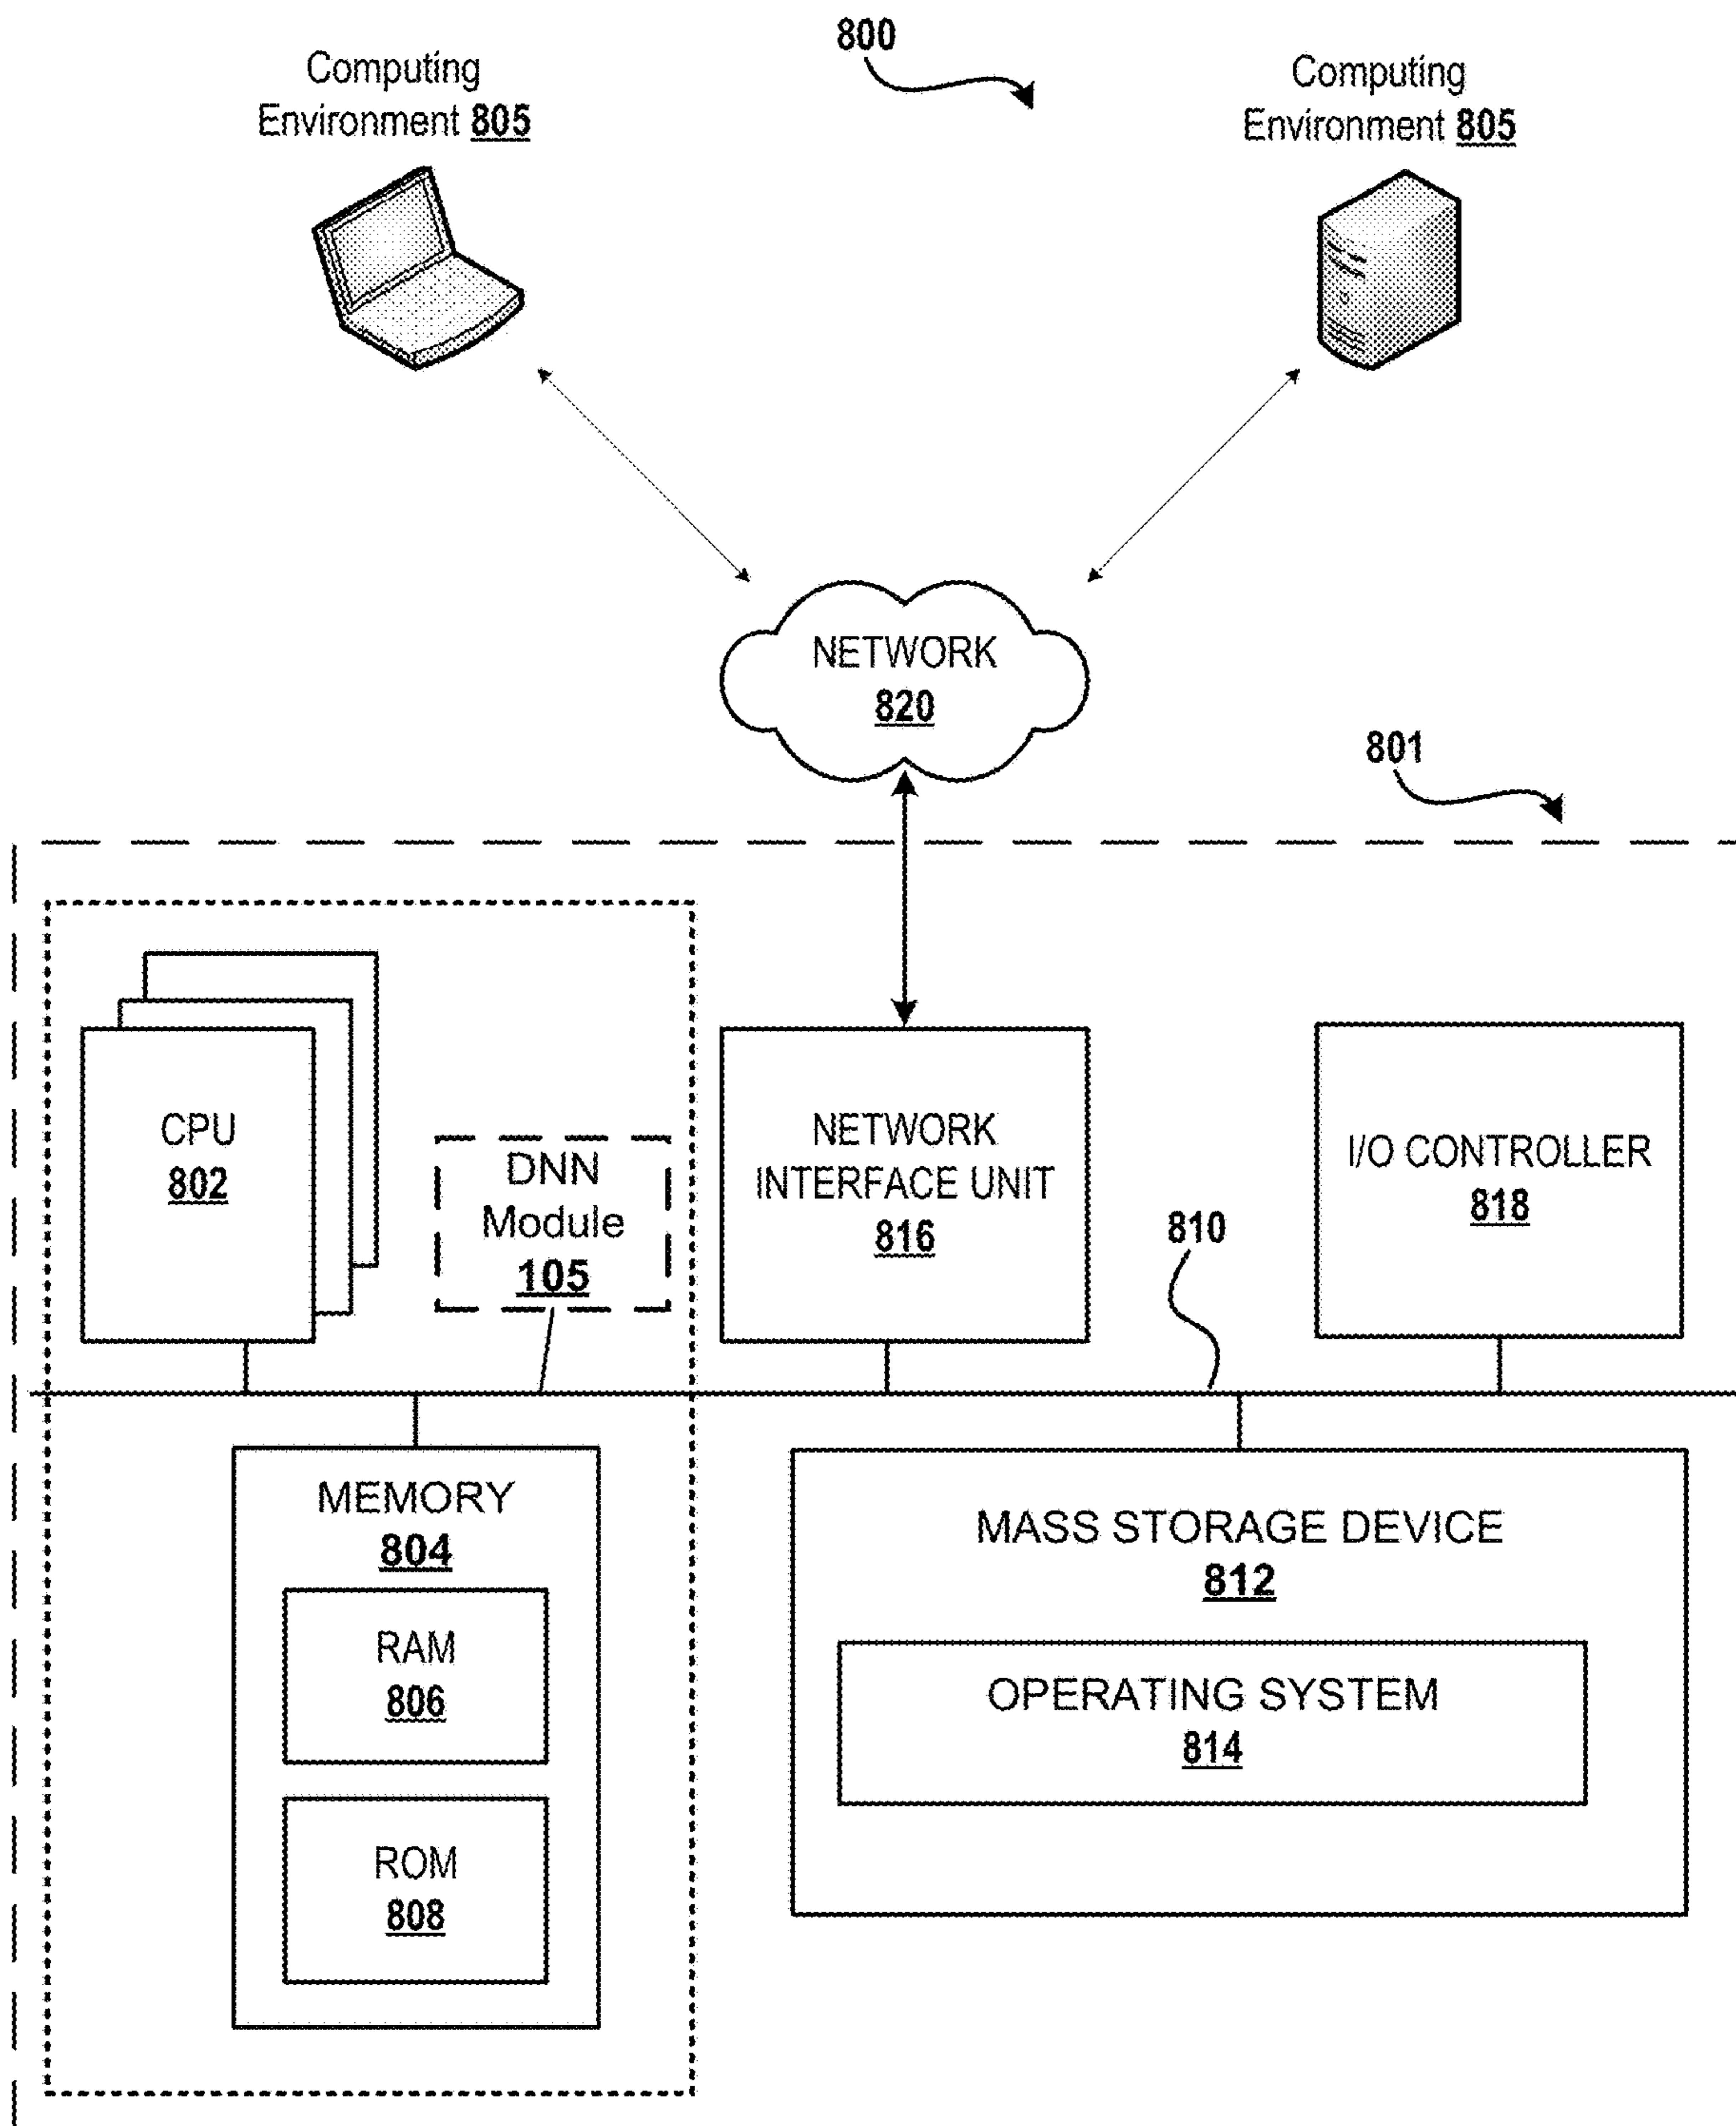 800
Computing
Environment 805
Computing
Environment 805
NETWORK
820
801
CPU
802
DNN
Module
105
NETWORK
INTERFACE UNIT
816
I/O CONTROLLER
818
810
MEMORY
804
RAM
806
ROM
808
MASS STORAGE DEVICE
812
OPERATING SYSTEM
814